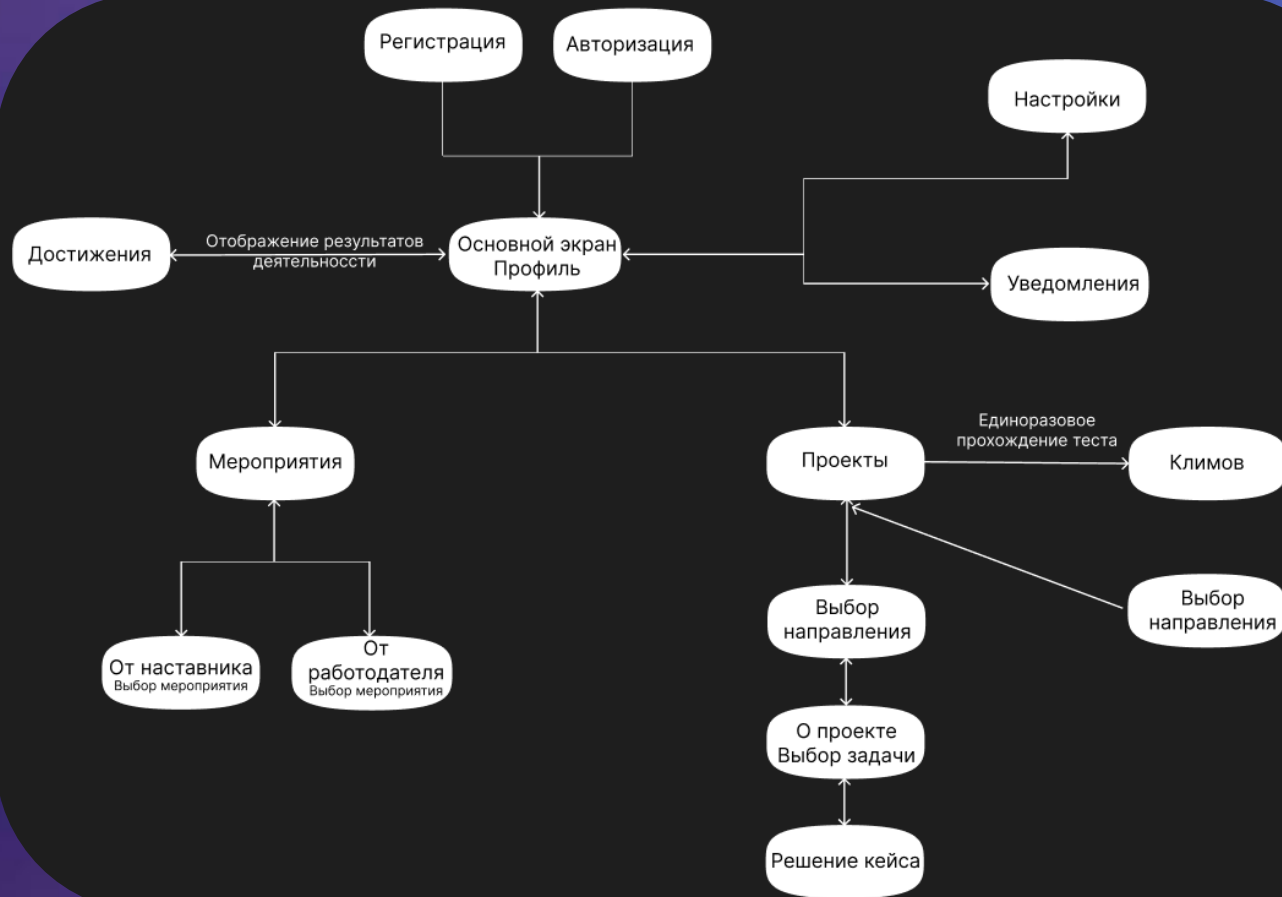 Регистрация
Авторизация
Настройки
Достижения
Отображение результатов
деятельноссти
Основной экран
Профиль
Уведомления
Мероприятия
Проекты
Единоразовое
прохождение теста
Климов
От наставника
Выбор мероприятия
От
работодателя
Выбор мероприятия
Выбор
направления
Выбор
направления
О проекте
Выбор задачи
Решение кейса